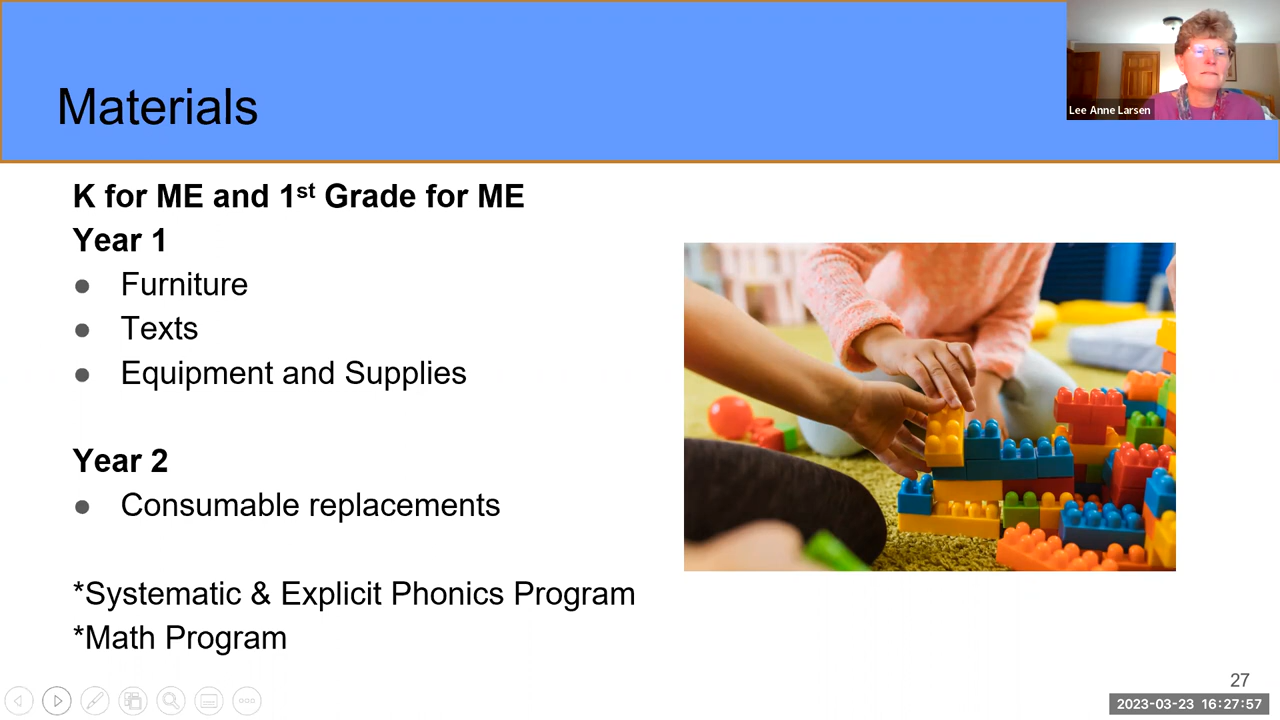 Materials
Lee Anne Larsen
K for ME and 1st Grade for ME
Year 1
● Furniture
● Texts
● Equipment and Supplies
Year 2
● Consumable replacements
*Systematic & Explicit Phonics Program
*Math Program
27
2023-03-23 16:27:57